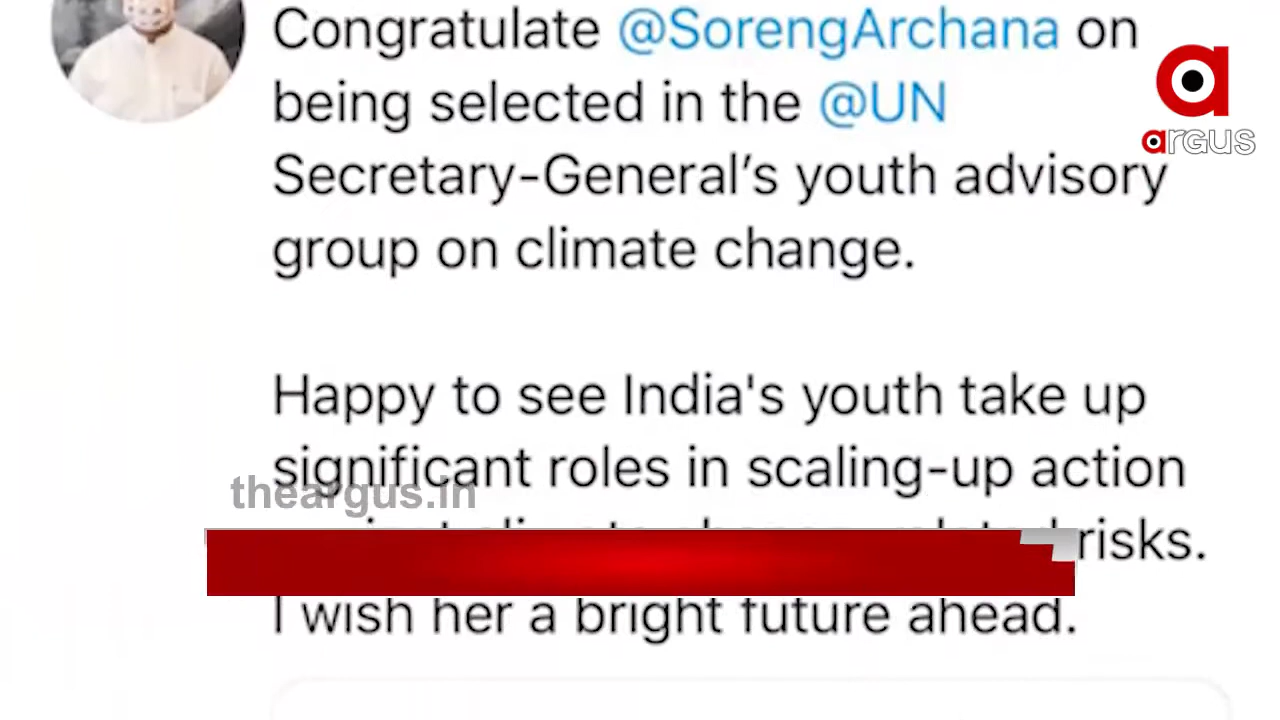 Congratulate @SorengArchana on
being selected in the @UN
Secretary-General’s youth advisory
group on climate change.
Happy to see India's youth take up
significant roles in scaling-up action
risks.
I wish her a bright future ahead.
argus
theargus.in